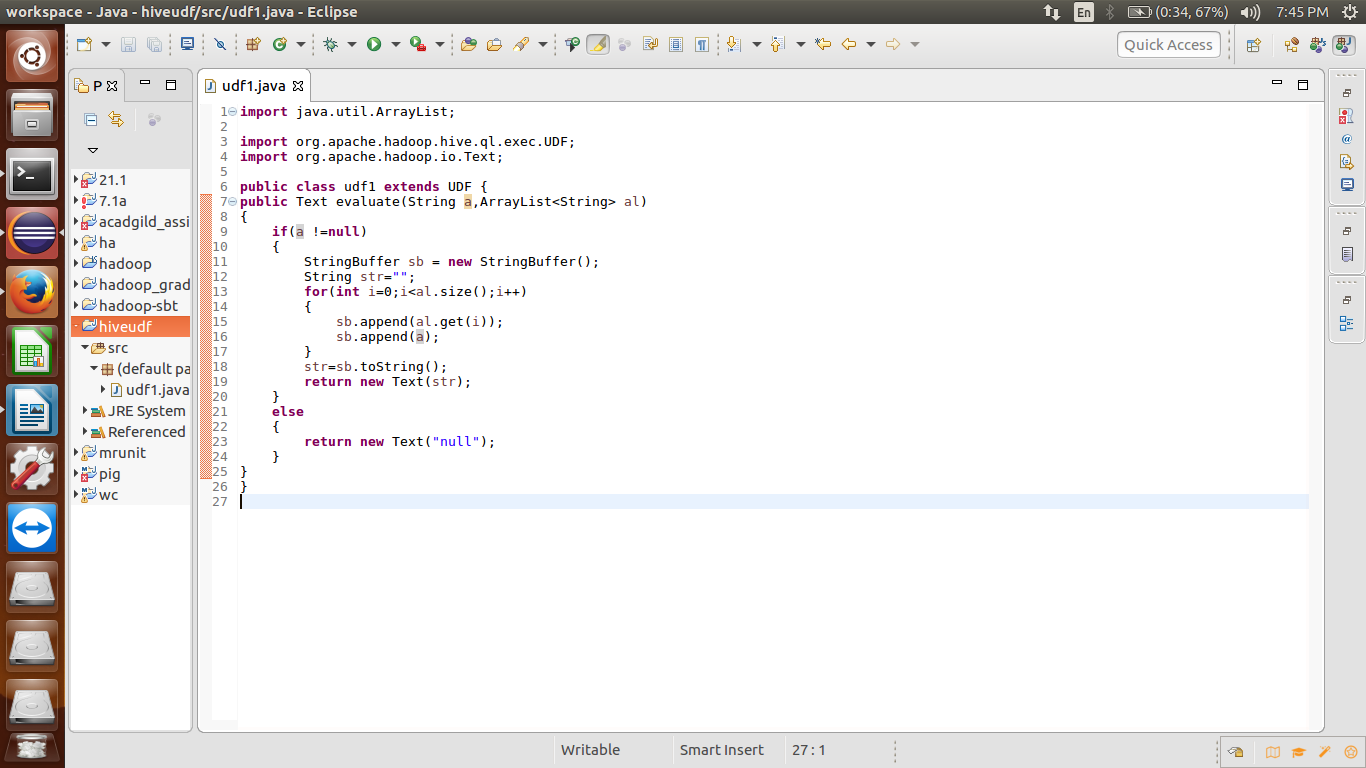 workspace - Java - hiveudf/src/udf1.java - Eclipse
En
(0:34, 67%)
7:45 PM
Quick Access
P
udf1.java
21.1
7.1a
acadgild_assi
ha
hadoop
hadoop_grad
hadoop-sbt
hiveudf
src
(default pa
udf1.java
JRE System
Referenced
mrunit
pig
wc
1 import java.util.ArrayList;
2
3 import org.apache.hadoop.hive.ql.exec.UDF;
4 import org.apache.hadoop.io.Text;
5
6 public class udf1 extends UDF {
7 public Text evaluate(String a,ArrayList<String> al)
8 {
9     if(a !=null)
10     {
11         StringBuffer sb = new StringBuffer();
12         String str="";
13         for(int i=0;i<al.size();i++)
14         {
15             sb.append(al.get(i));
16             sb.append(a);
17         }
18         str=sb.toString();
19         return new Text(str);
20     }
21     else
22     {
23         return new Text("null");
24     }
25 }
26 }
27
Writable
Smart Insert
27 : 1